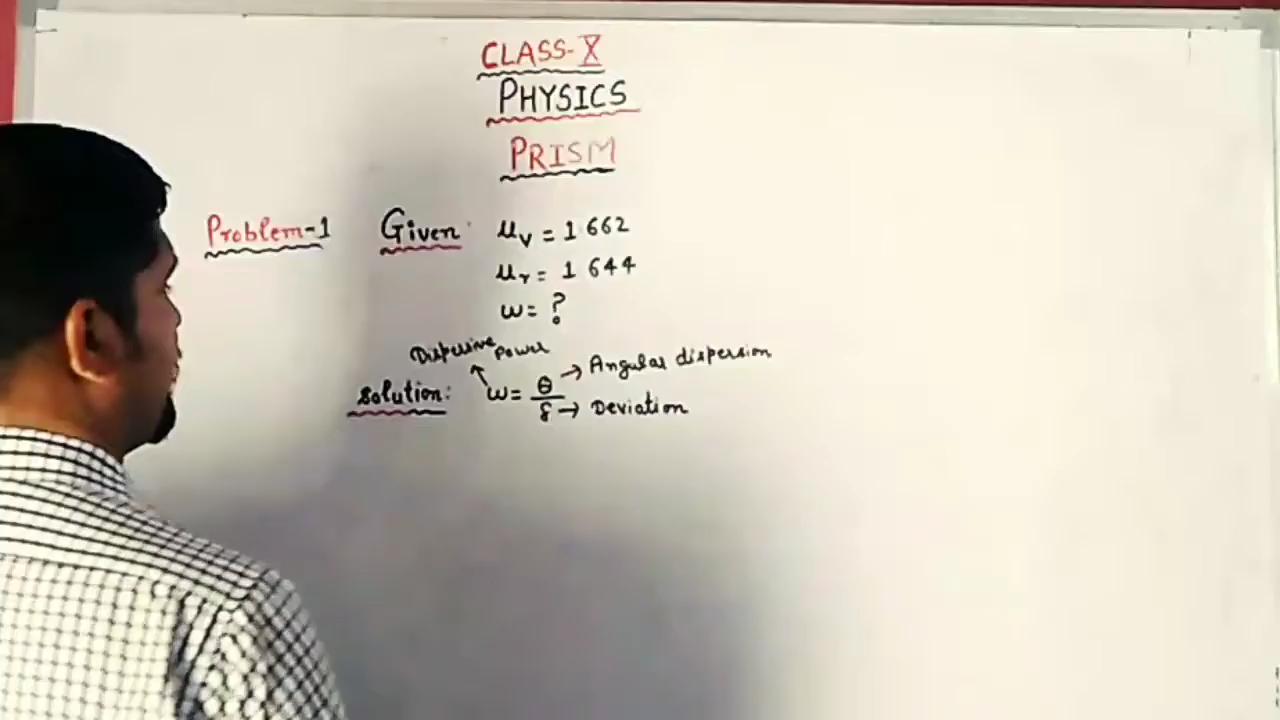 CLASS-X
PHYSICS
PRISM
Problem-1 Given: μv = 1 662
μr = 1 644
ω = ?
Dispersive Power
Solution: ω = θ/δ
→ Angular dispersion
→ Deviation